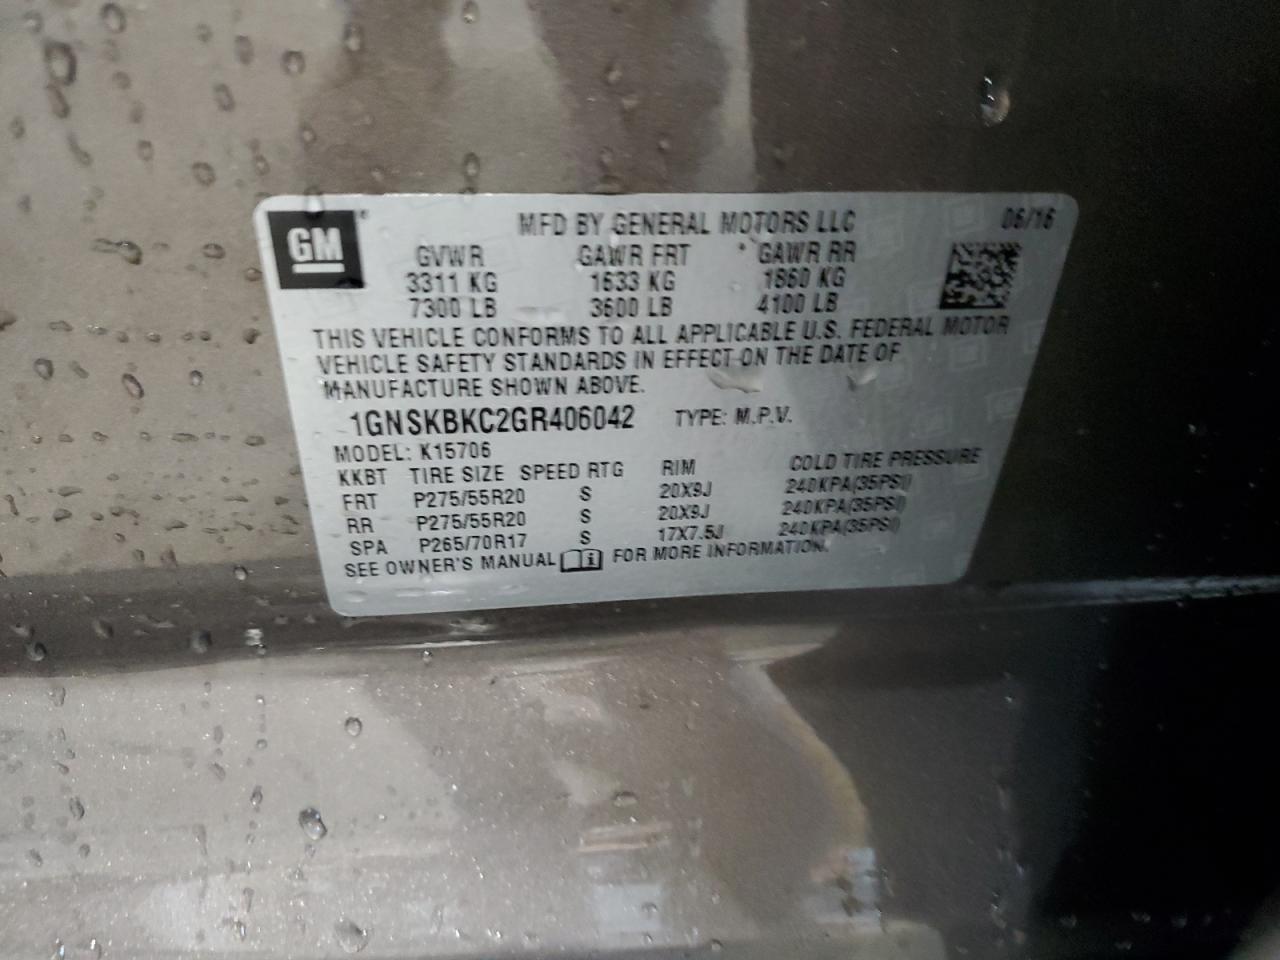 GM
MFD BY GENERAL MOTORS LLC 06/16
GVWR GAWR FRT GAWR RR
3311 KG 1633 KG 1860 KG
7300 LB 3600 LB 4100 LB
THIS VEHICLE CONFORMS TO ALL APPLICABLE U.S. FEDERAL MOTOR
VEHICLE SAFETY STANDARDS IN EFFECT ON THE DATE OF
MANUFACTURE SHOWN ABOVE.
1GNSKBKC2GR406042 TYPE: M.P.V.
MODEL: K15706
KKBT TIRE SIZE SPEED RTG RIM COLD TIRE PRESSURE
FRT P275/55R20 S 20X9J 240KPA(35PSI)
RR P275/55R20 S 20X9J 240KPA(35PSI)
SPA P265/70R17 S 17X7.5J 240KPA(35PSI)
SEE OWNER'S MANUAL i FOR MORE INFORMATION.